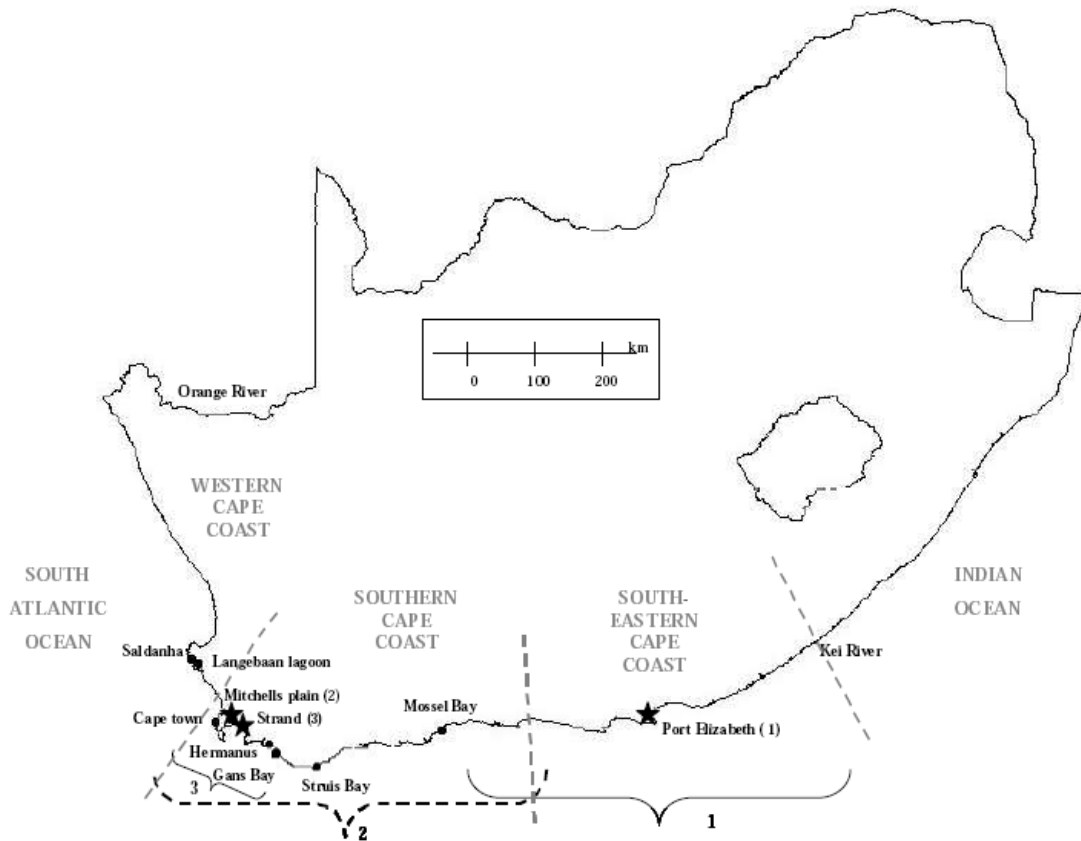 km
0 100 200
Orange River
WESTERN
CAPE
COAST
SOUTH
ATLANTIC
OCEAN
SOUTHERN
CAPE
COAST
SOUTH-
EASTERN
CAPE
COAST
INDIAN
OCEAN
Saldanha
Langebaan lagoon
Kei River
Mitchells plain (2)
Cape town
Strand (3)
Mossel Bay
Port Elizabeth ( 1)
Hermanus
Gans Bay
Struis Bay
3
2
1